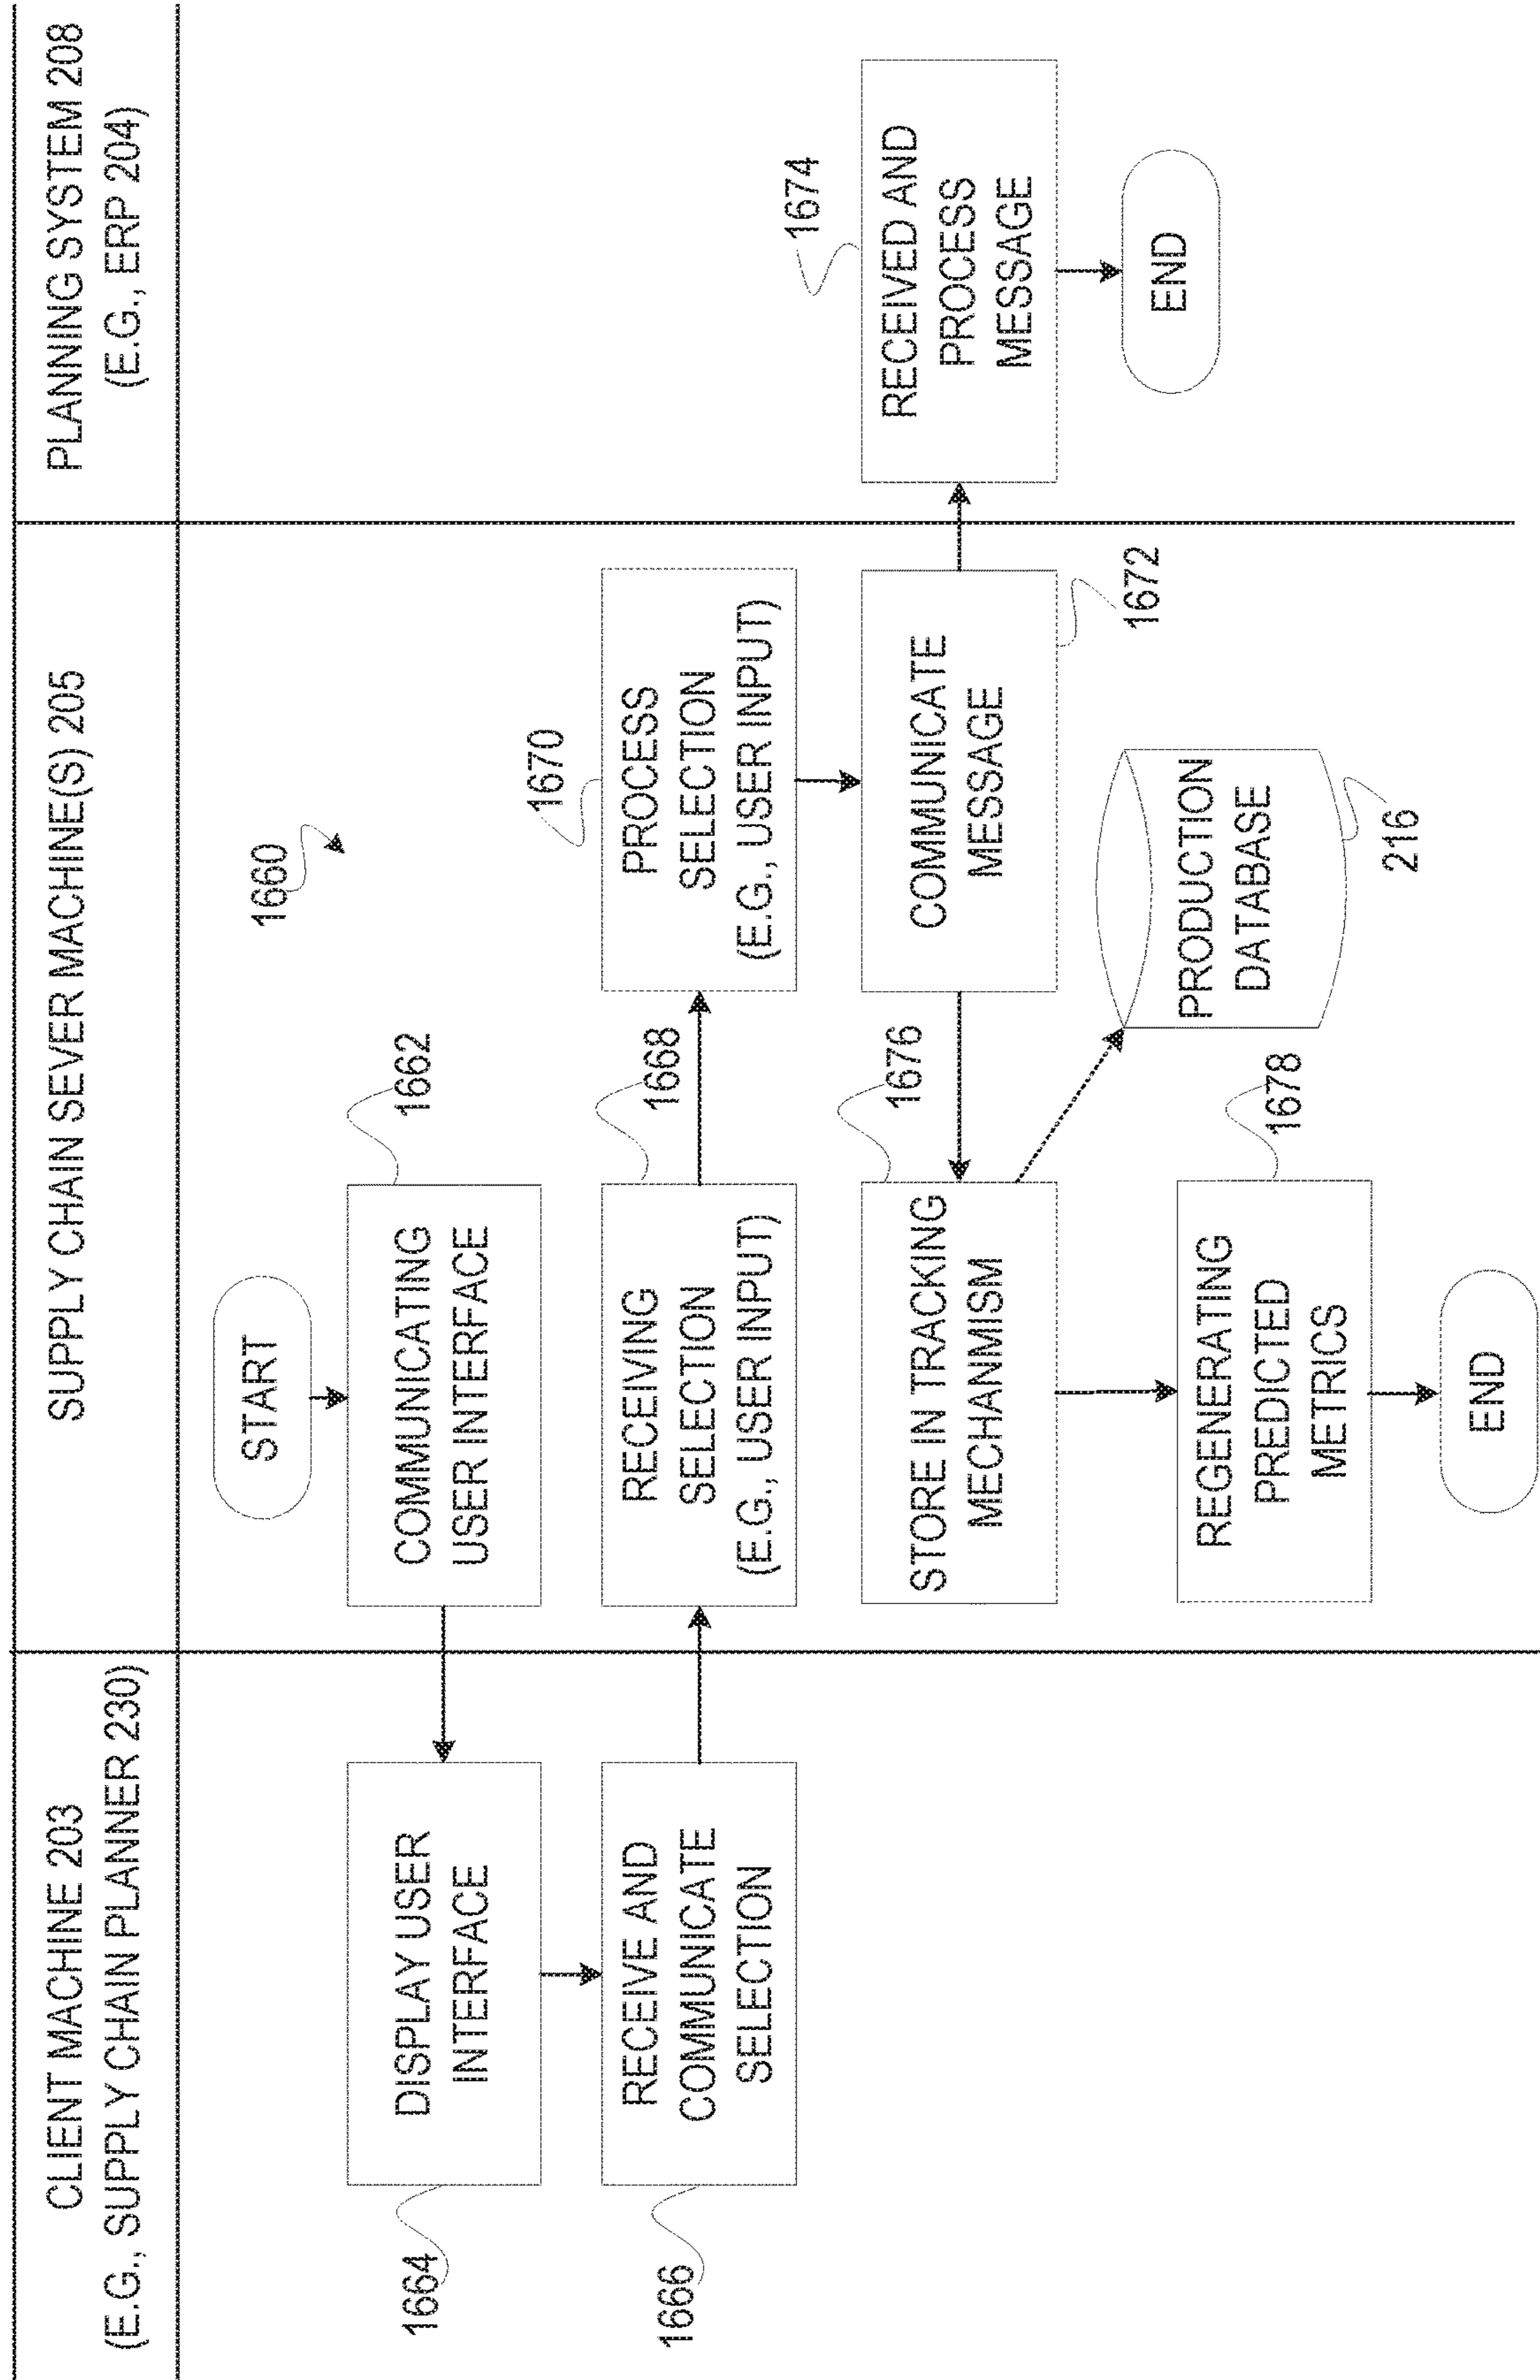 CLIENT MACHINE 203
(E.G., SUPPLY CHAIN PLANNER 230)
SUPPLY CHAIN SEVER MACHINE(S) 205
PLANNING SYSTEM 208
(E.G., ERP 204)
1660
START
COMMUNICATING
USER INTERFACE
1662
DISPLAY USER
INTERFACE
1664
RECEIVE AND
COMMUNICATE
SELECTION
1666
RECEIVING
SELECTION
(E.G., USER INPUT)
1668
PROCESS
SELECTION
(E.G., USER INPUT)
1670
COMMUNICATE
MESSAGE
1672
RECEIVED AND
PROCESS
MESSAGE
1674
END
STORE IN TRACKING
MECHANMISM
1676
PRODUCTION
DATABASE
216
REGENERATING
PREDICTED
METRICS
1678
END